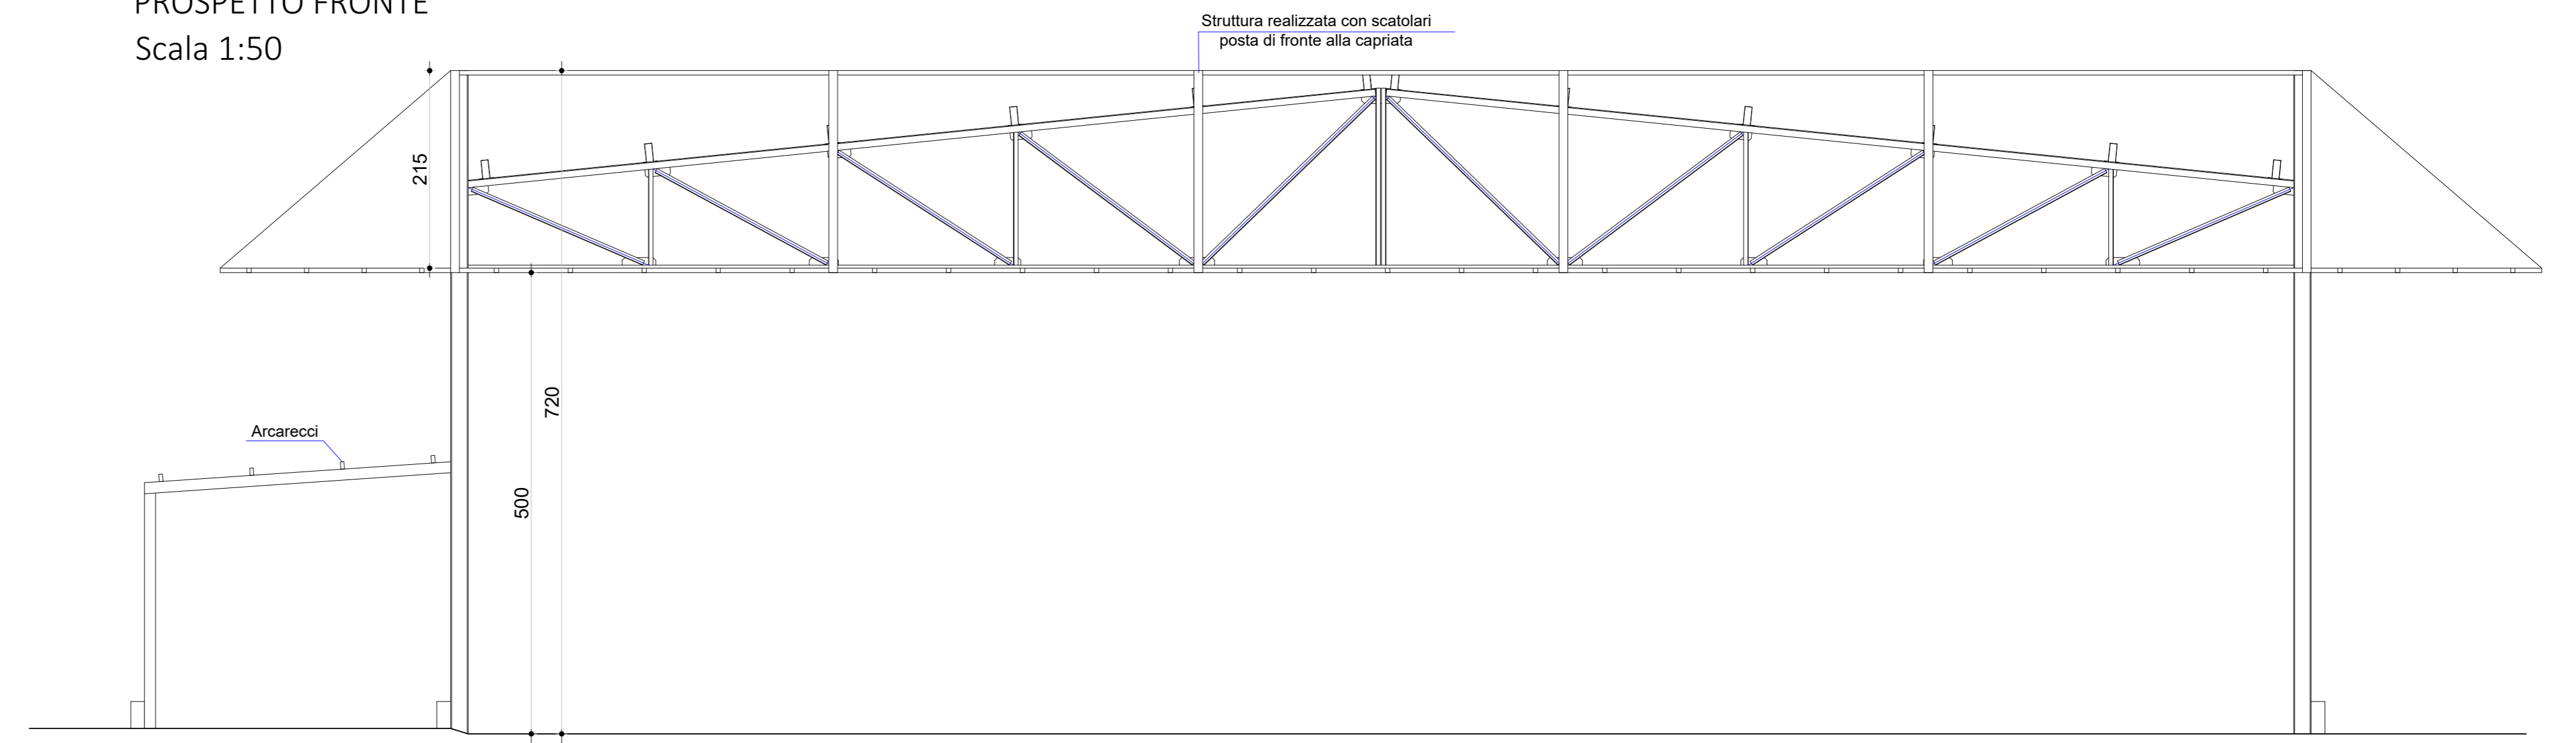 PROSPETTO FRONTE
Scala 1:50
Struttura realizzata con scatolari
posta di fronte alla capriata
215
720
Arcarecci
500